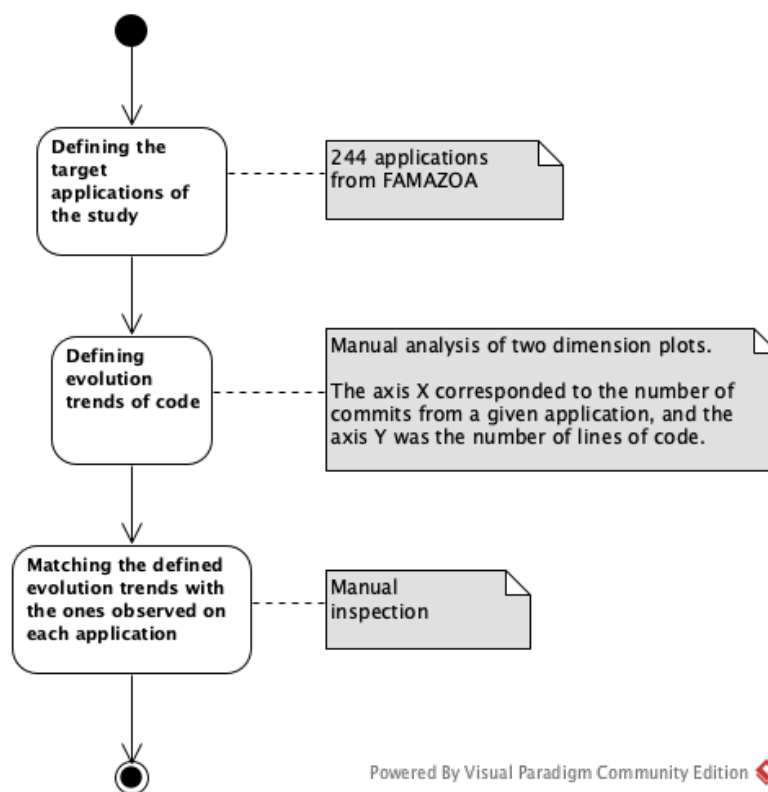 Defining the
target
applications of
the study
244 applications
from FAMAZOA
Defining
evolution
trends of code
Manual analysis of two dimension plots.
The axis X corresponded to the number of
commits from a given application, and the
axis Y was the number of lines of code.
Matching the defined
evolution trends with
the ones observed on
each application
Manual
inspection
Powered By Visual Paradigm Community Edition